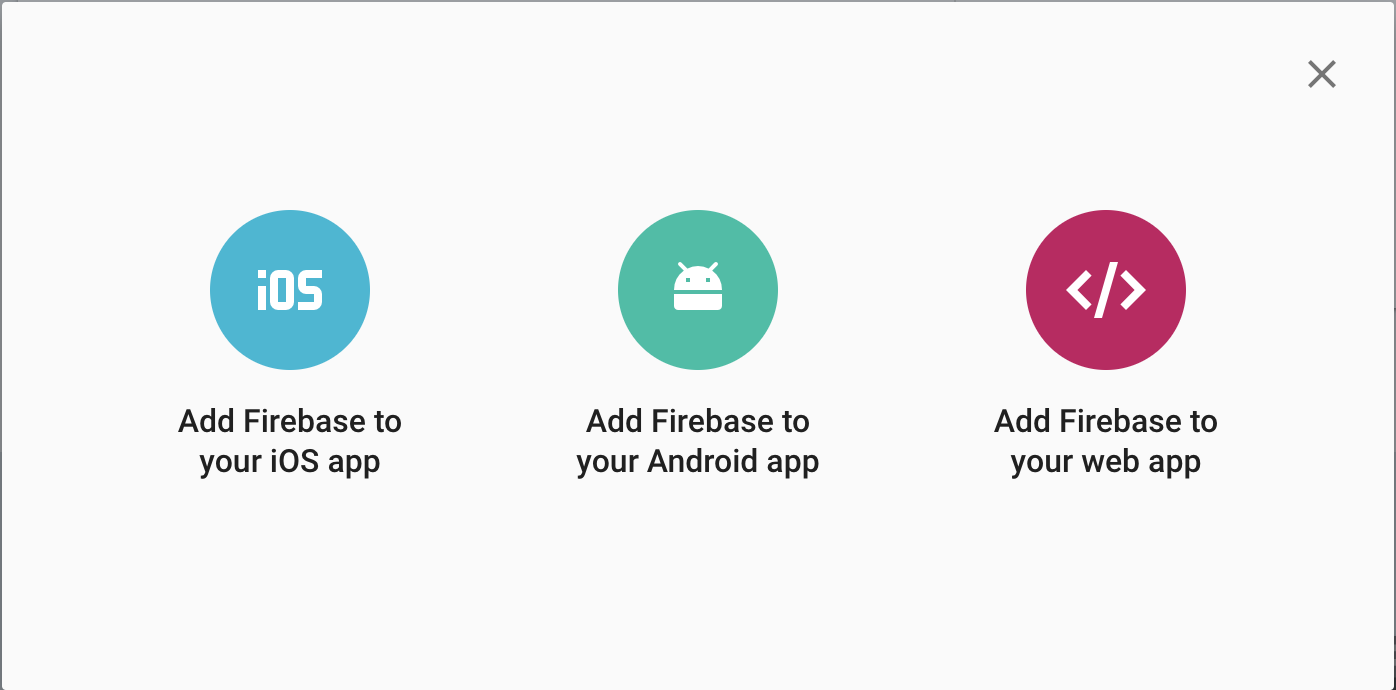 iOS
Add Firebase to
your iOS app
Add Firebase to
your Android app
</>
Add Firebase to
your web app